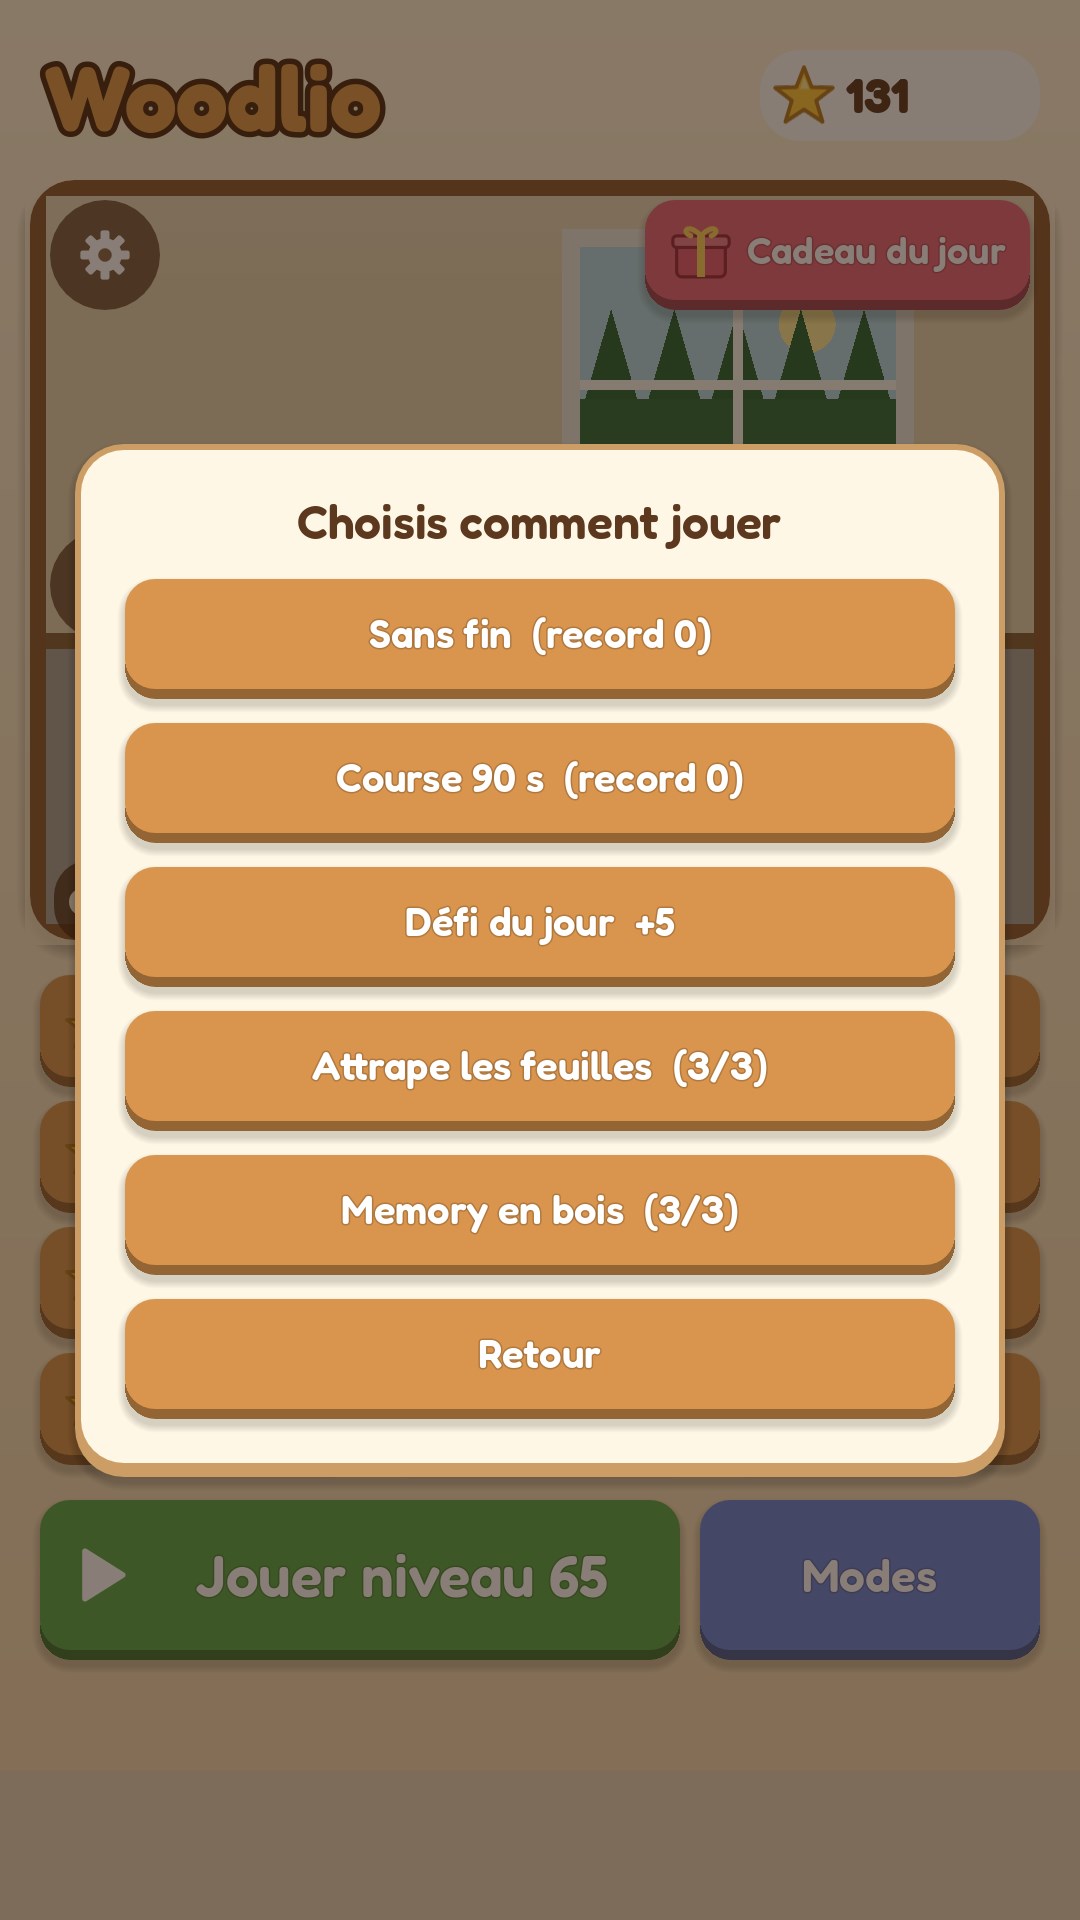 Woodlio
131
Cadeau du jour
Choisis comment jouer
Sans fin (record 0)
Course 90 s (record 0)
Défi du jour +5
Attrape les feuilles (3/3)
Memory en bois (3/3)
Retour
Jouer niveau 65
Modes